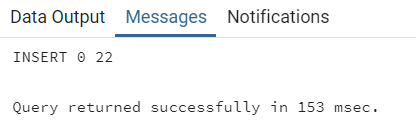 Data Output Messages Notifications
INSERT 0 22
Query returned successfully in 153 msec.